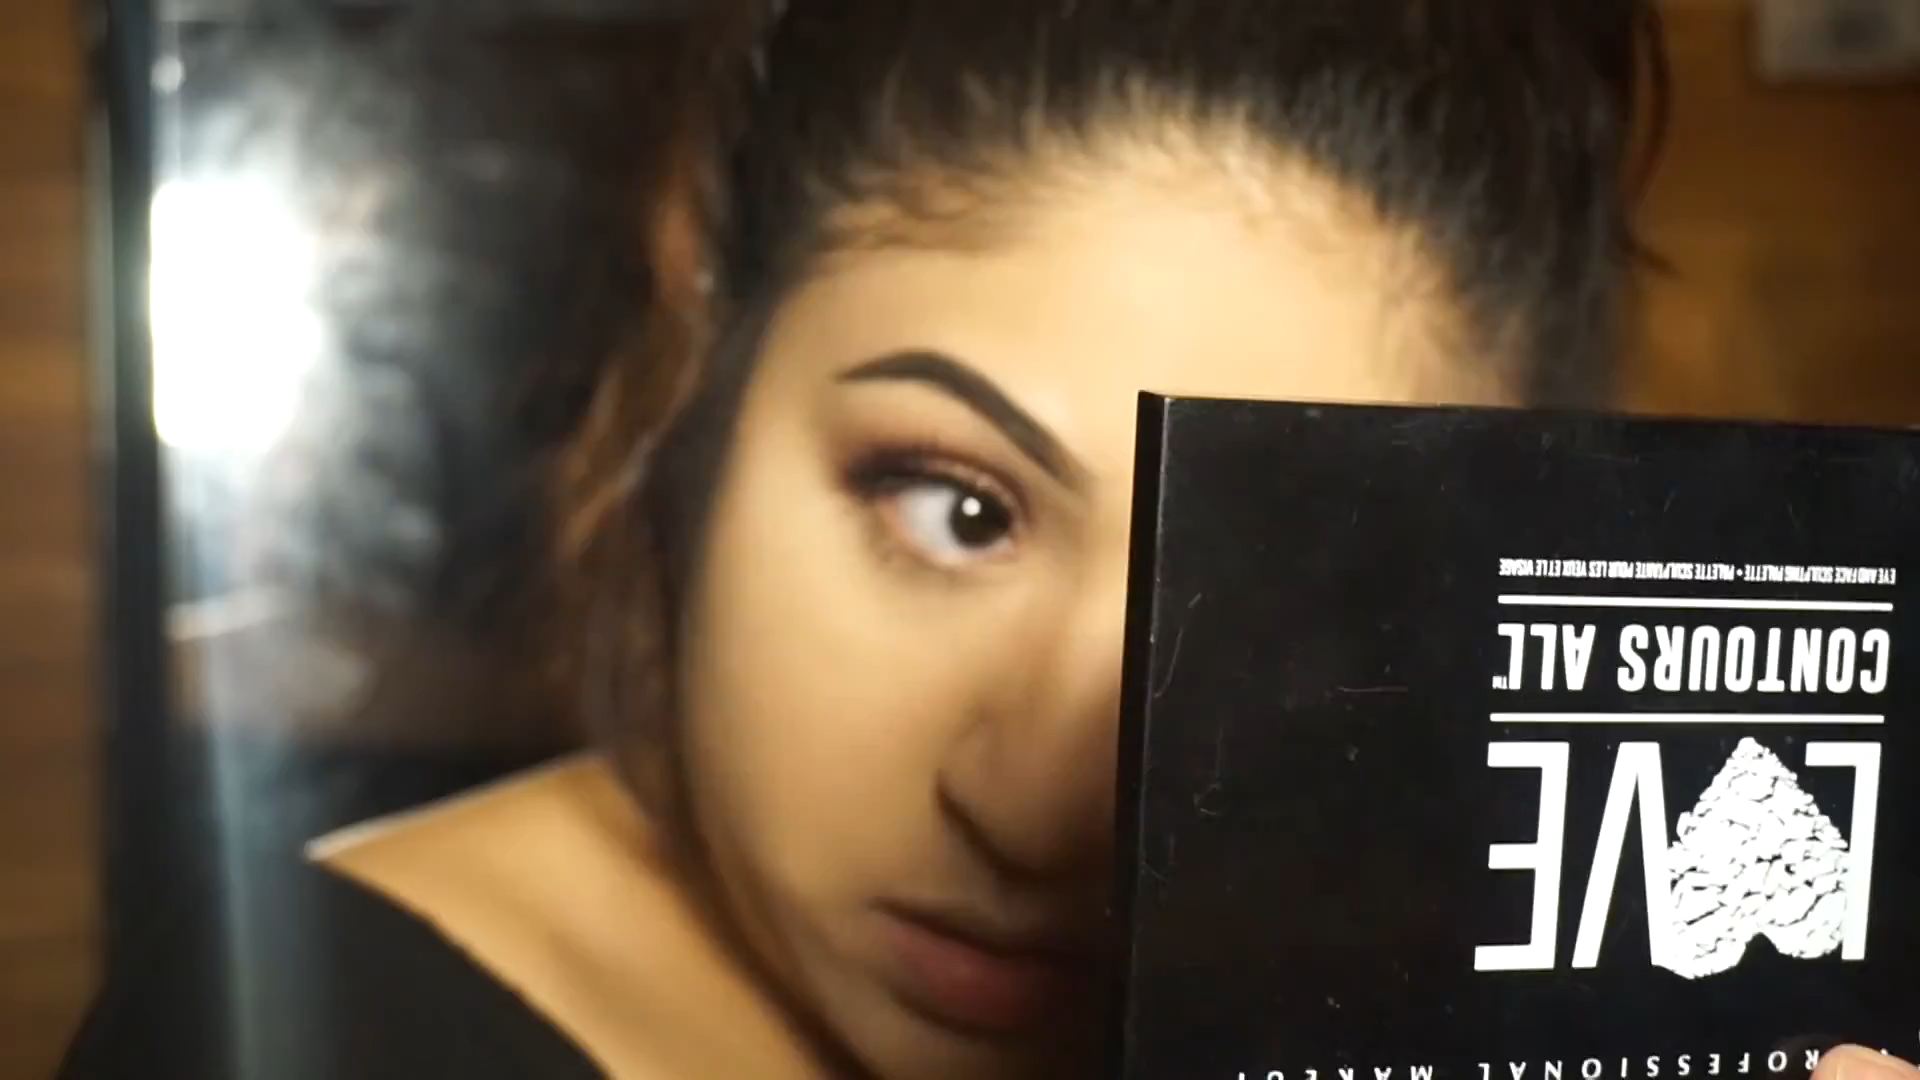 PROFESSIONAL MAKEUP
LOVE
CONTOURS ALL™
EYE AND FACE SCULPTING PALETTE • PALETTE SCULPTANTE POUR LES YEUX ET LE VISAGE